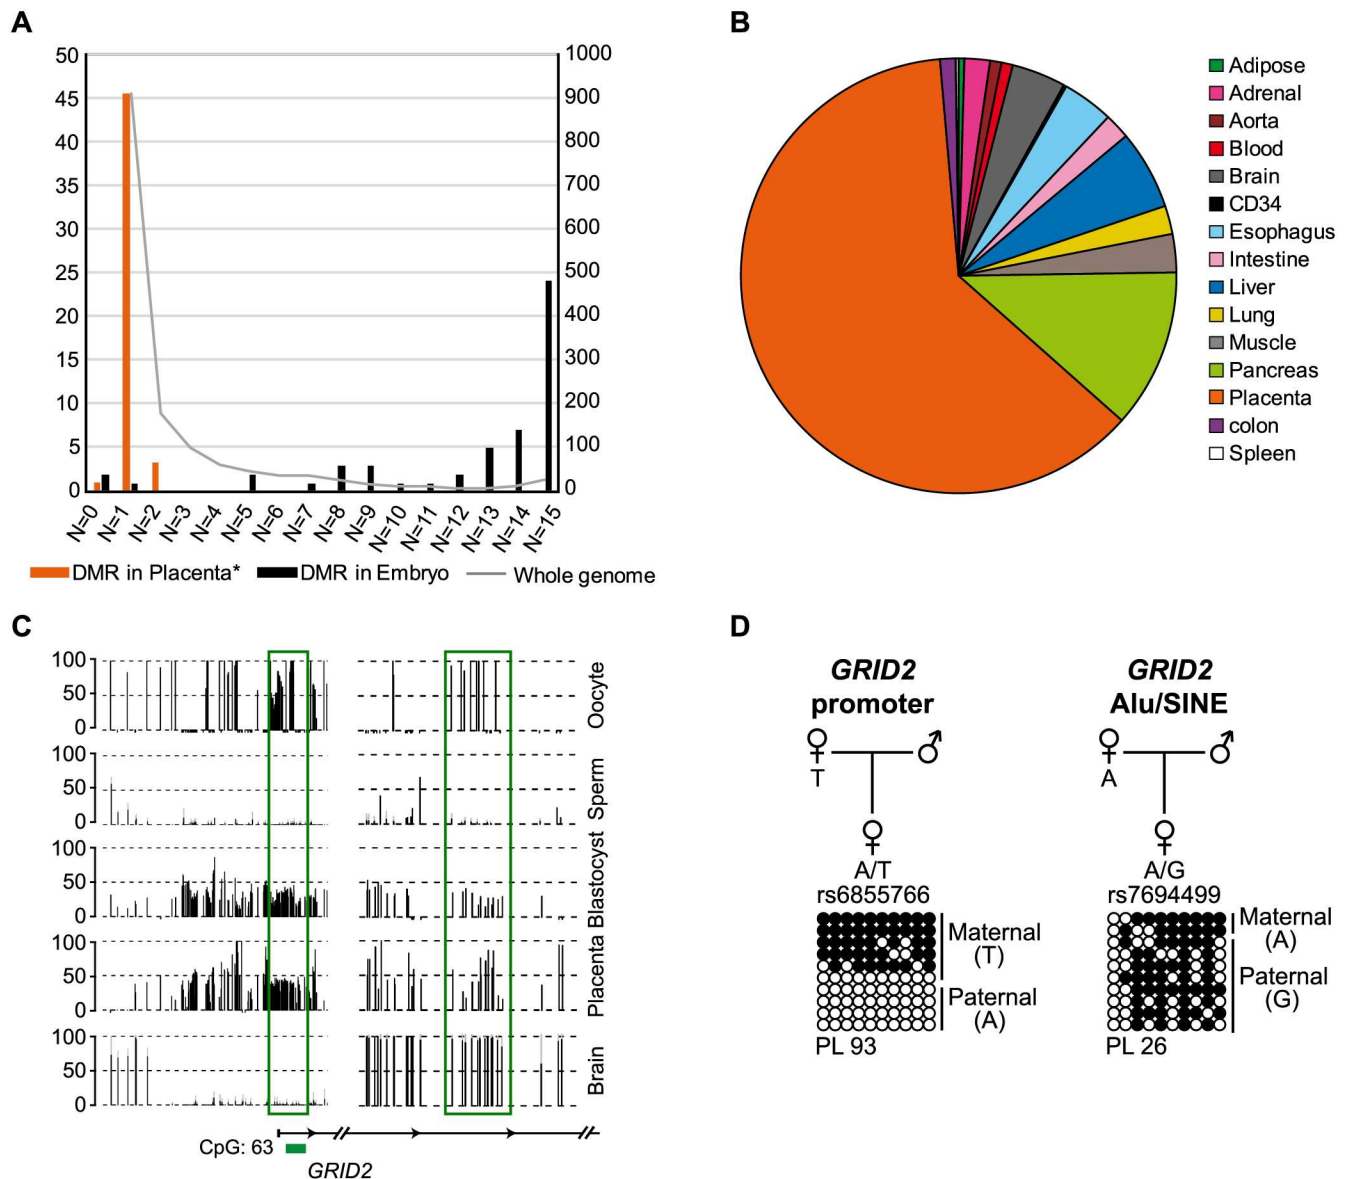 A
50
45
40
35
30
25
20
15
10
5
0
1000
900
800
700
600
500
400
300
200
100
0
N=0
N=1
N=2
N=3
N=4
N=5
N=6
N=7
N=8
N=9
N=10
N=11
N=12
N=13
N=14
N=15
DMR in Placenta* DMR in Embryo Whole genome
B
Adipose
Adrenal
Aorta
Blood
Brain
CD34
Esophagus
Intestine
Liver
Lung
Muscle
Pancreas
Placenta
colon
Spleen
C
100
50
0
Oocyte
100
50
0
Sperm
100
50
0
Blastocyst
100
50
0
Placenta
100
50
0
Brain
CpG: 63
GRID2
D
GRID2
promoter
♀ ♂
T
♀
A/T
rs6855766
Maternal
(T)
Paternal
(A)
PL 93
GRID2
Alu/SINE
♀ ♂
A
♀
A/G
rs7694499
Maternal
(A)
Paternal
(G)
PL 26